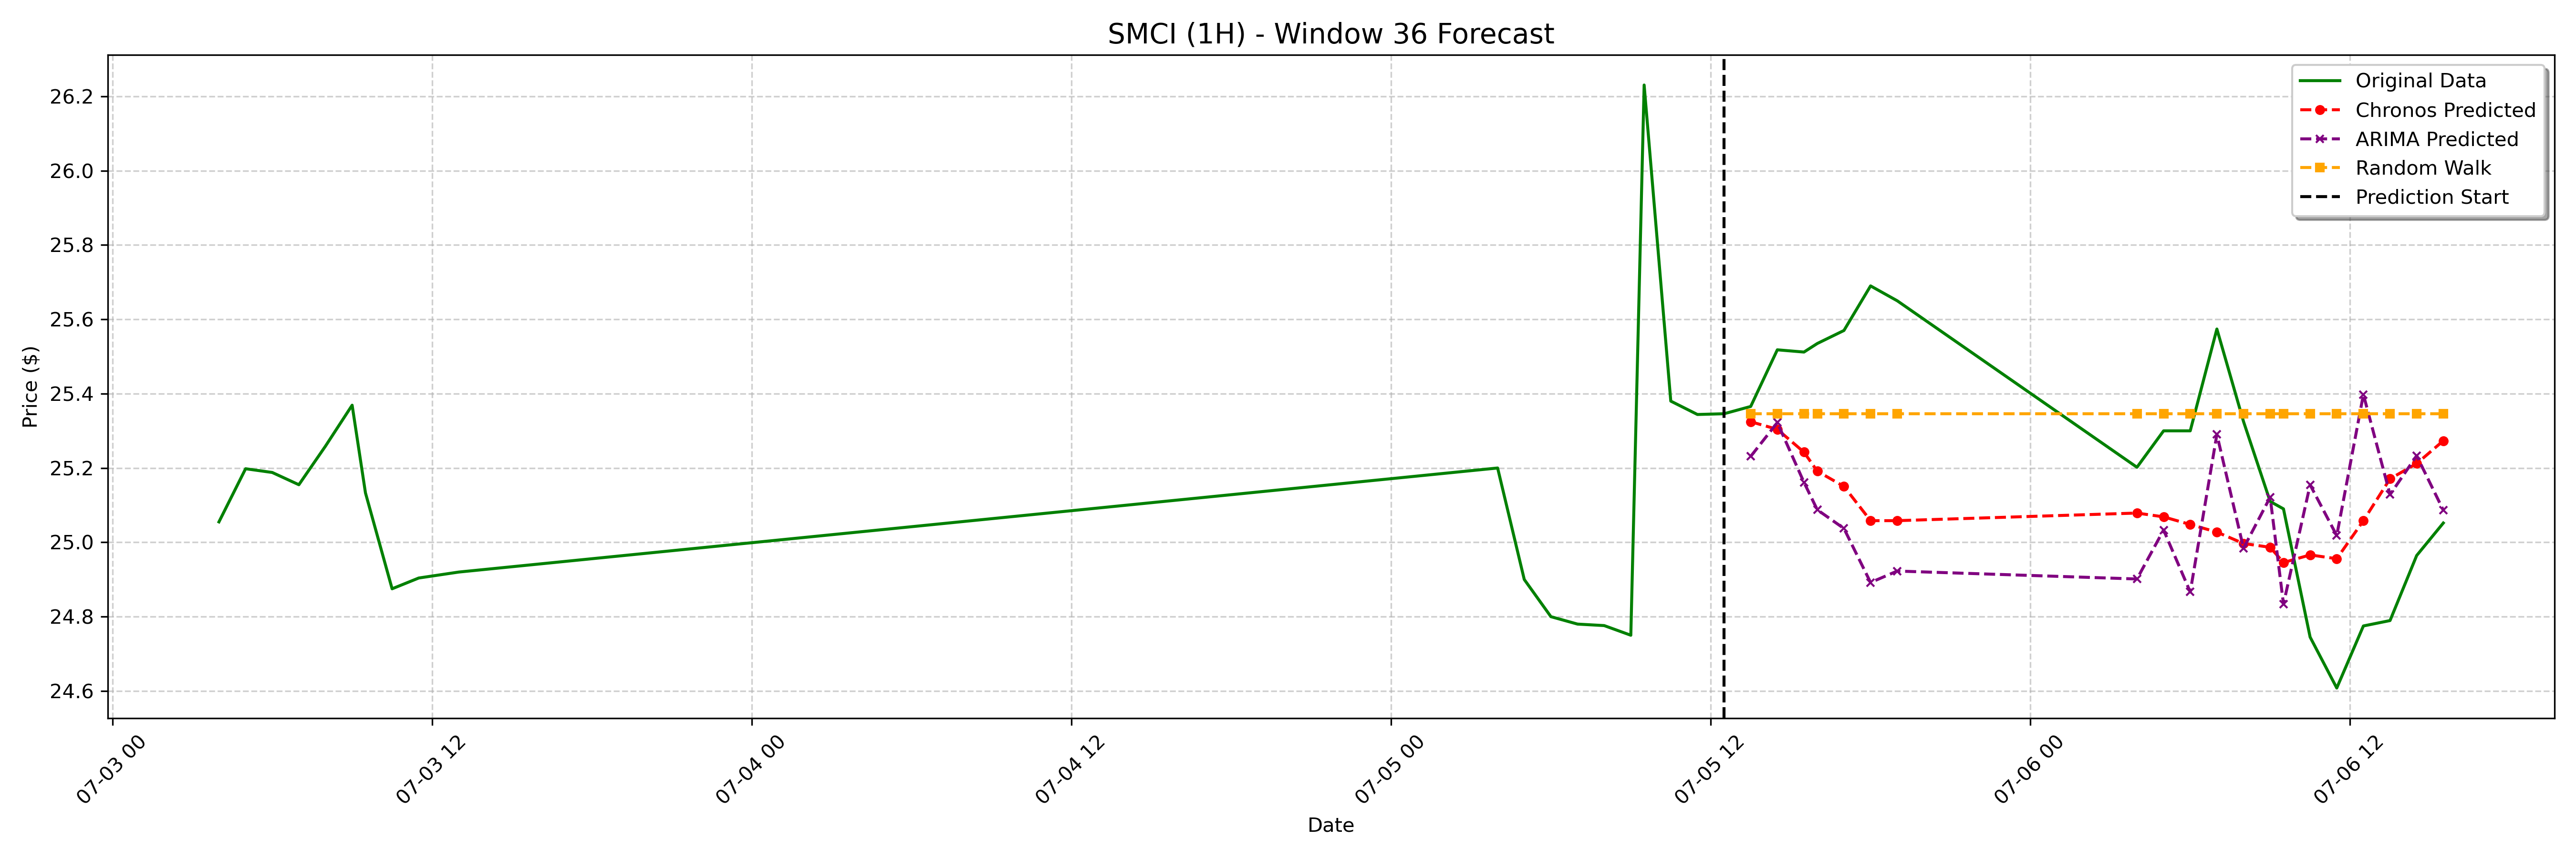 SMCI (1H) - Window 36 Forecast
Original Data
Chronos Predicted
ARIMA Predicted
Random Walk
Prediction Start
Price ($)
26.2
26.0
25.8
25.6
25.4
25.2
25.0
24.8
24.6
07-03 00
07-03 12
07-04 00
07-04 12
07-05 00
07-05 12
07-06 00
07-06 12
Date